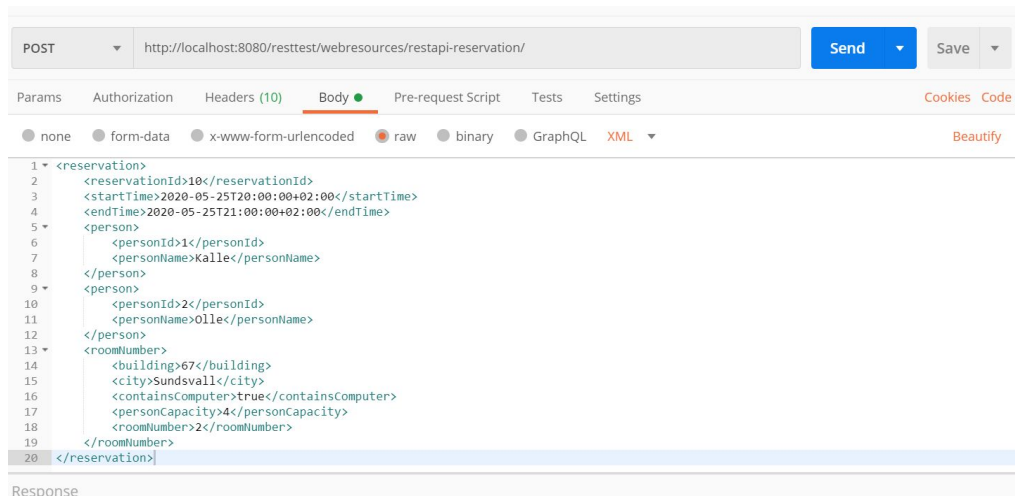 POST http://localhost:8080/resttest/webresources/restapi-reservation/ Send Save
Params Authorization Headers (10) Body Pre-request Script Tests Settings Cookies Code
none form-data x-www-form-urlencoded raw binary GraphQL XML Beautify
1 <reservation>
2 <reservationId>10</reservationId>
3 <startTime>2020-05-25T20:00:00+02:00</startTime>
4 <endTime>2020-05-25T21:00:00+02:00</endTime>
5 <person>
6 <personId>1</personId>
7 <personName>Kalle</personName>
8 </person>
9 <person>
10 <personId>2</personId>
11 <personName>Olle</personName>
12 </person>
13 <roomNumber>
14 <building>67</building>
15 <city>Sundsvall</city>
16 <containsComputer>true</containsComputer>
17 <personCapacity>4</personCapacity>
18 <roomNumber>2</roomNumber>
19 </roomNumber>
20 </reservation>
Response